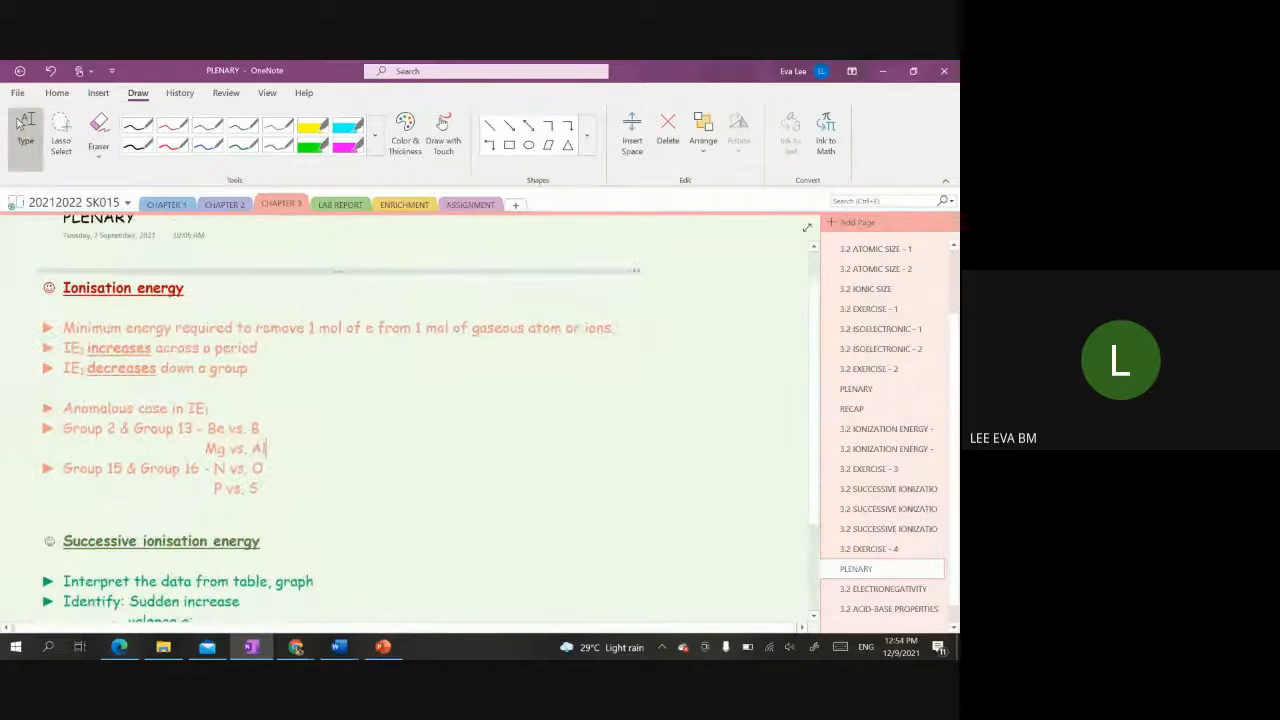 PLENARY - OneNote
Search
Eva Lee
EL
File Home Insert Draw History Review View Help
Type
Lasso Select
Eraser
Color & Thickness
Draw with Touch
Insert Space
Delete
Arrange
Rotate
Ink to Text
Ink to Math
Tools
Shapes
Edit
Convert
20212022 SK015
CHAPTER 1
CHAPTER 2
CHAPTER 3
LAB REPORT
ENRICHMENT
ASSIGNMENT
Search (Ctrl+E)
PLENARY
Tuesday, 7 September, 2021 10:05 AM
Ionisation energy
► Minimum energy required to remove 1 mol of e from 1 mol of gaseous atom or ions.
► IE₁ increases across a period
► IE₁ decreases down a group
► Anomalous case in IE₁
► Group 2 & Group 13 - Be vs. B
Mg vs. Al
► Group 15 & Group 16 - N vs. O
P vs. S
Successive ionisation energy
► Interpret the data from table, graph
► Identify: Sudden increase
valence e
Add Page
3.2 ATOMIC SIZE - 1
3.2 ATOMIC SIZE - 2
3.2 IONIC SIZE
3.2 EXERCISE - 1
3.2 ISOELECTRONIC - 1
3.2 ISOELECTRONIC - 2
3.2 EXERCISE - 2
PLENARY
RECAP
3.2 IONIZATION ENERGY -
3.2 IONIZATION ENERGY -
3.2 EXERCISE - 3
3.2 SUCCESSIVE IONIZATIO
3.2 SUCCESSIVE IONIZATIO
3.2 SUCCESSIVE IONIZATIO
3.2 EXERCISE - 4
PLENARY
3.2 ELECTRONEGATIVITY
3.2 ACID-BASE PROPERTIES
29°C Light rain
ENG
12:54 PM
12/9/2021
L
LEE EVA BM